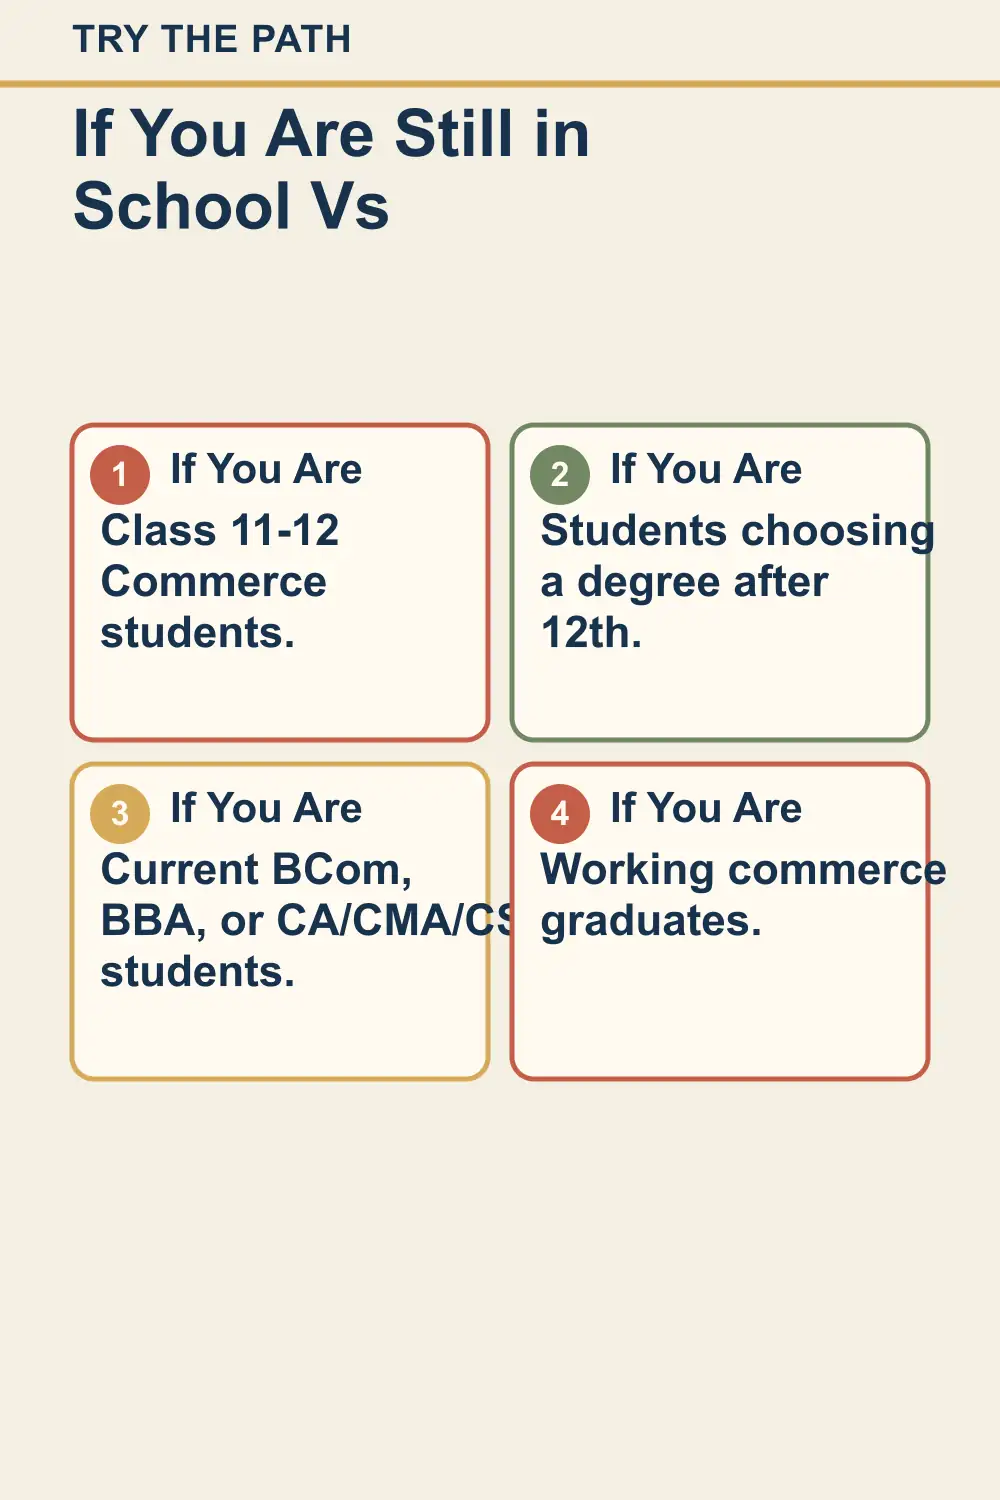 TRY THE PATH
If You Are Still in
School Vs
1 If You Are
Class 11-12
Commerce
students.
2 If You Are
Students choosing
a degree after
12th.
3 If You Are
Current BCom,
BBA, or CA/CMA/CS
students.
4 If You Are
Working commerce
graduates.